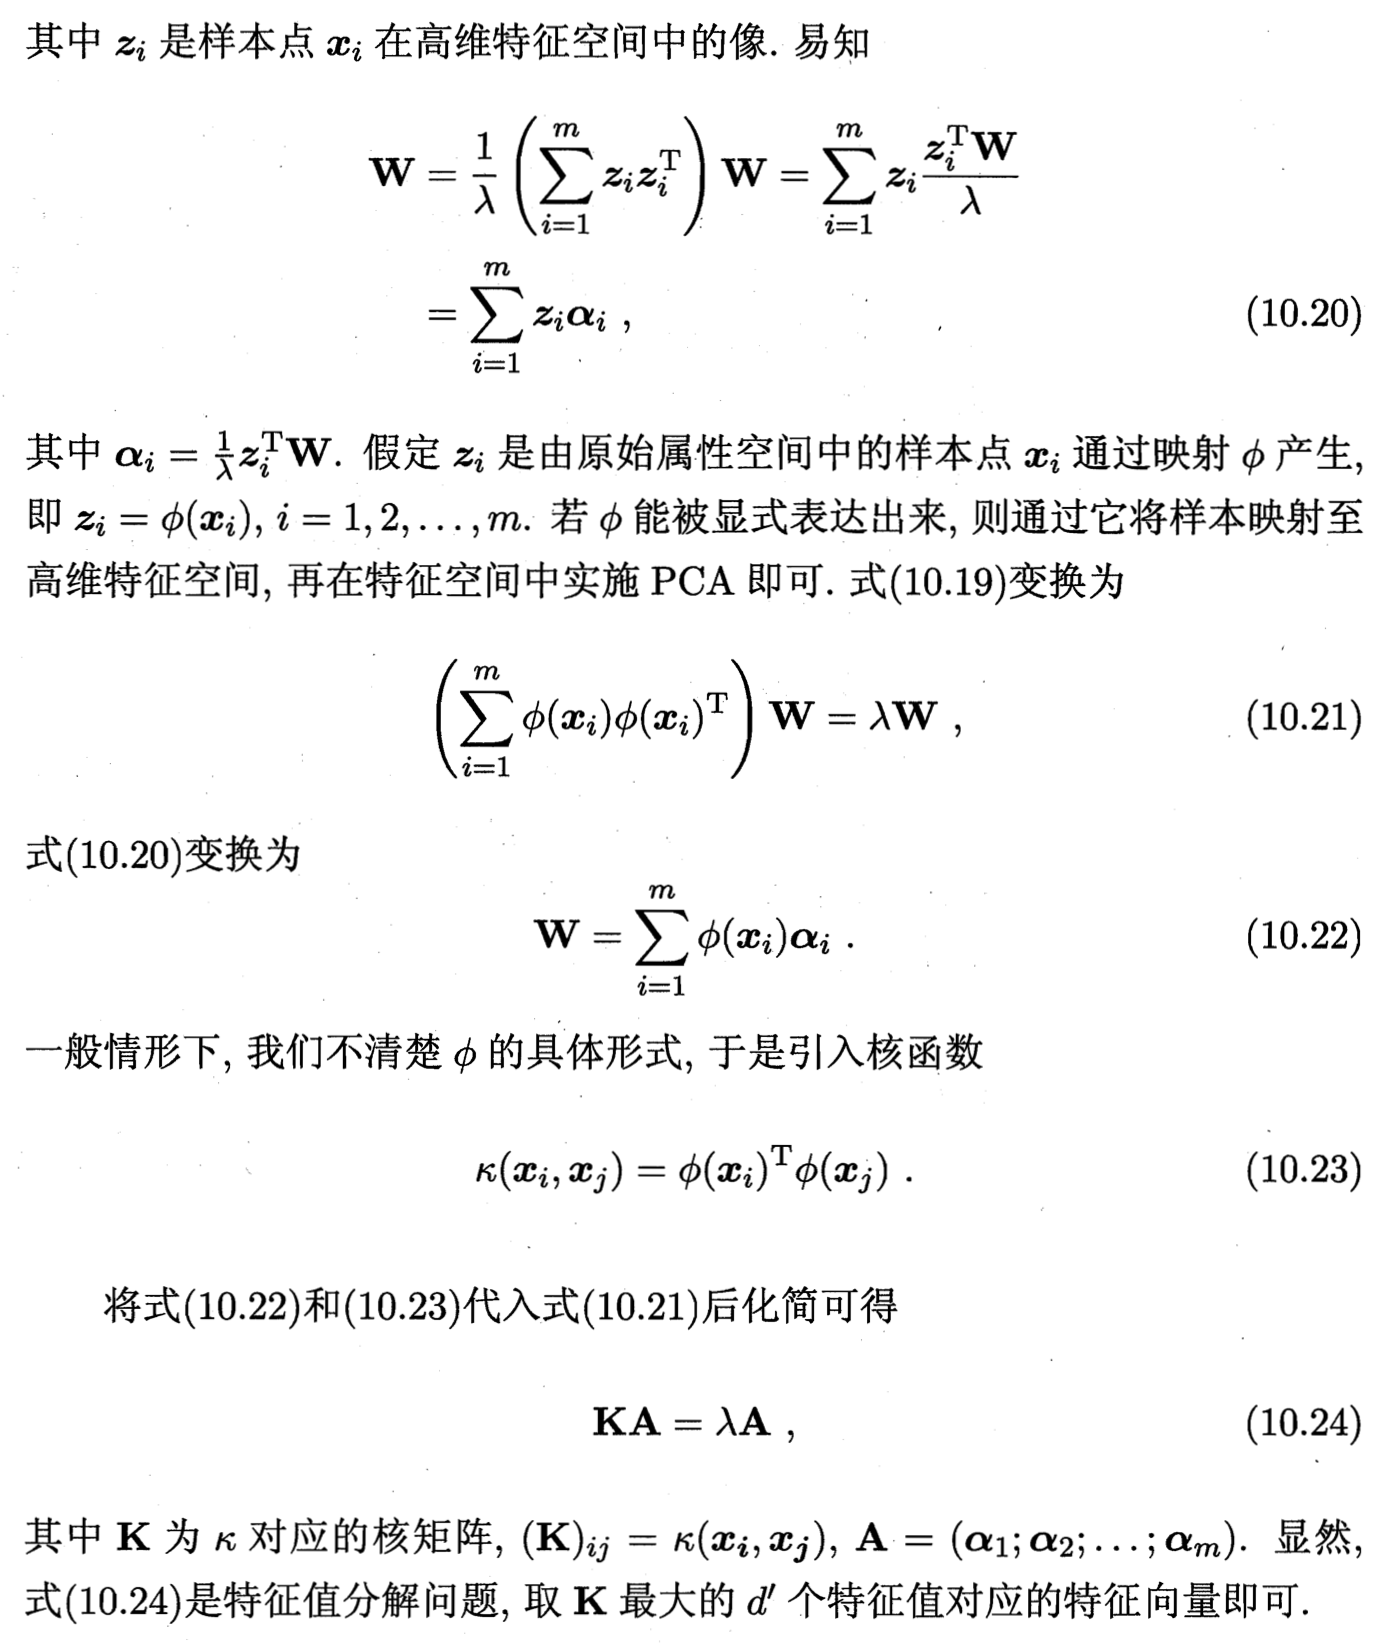 其中 𝒛ᵢ 是样本点 𝒙ᵢ 在高维特征空间中的像. 易知
$\mathbf{W} = \frac{1}{\lambda}\left(\sum_{i=1}^{m} \boldsymbol{z}_i \boldsymbol{z}_i^{\mathrm{T}}\right)\mathbf{W} = \sum_{i=1}^{m} \boldsymbol{z}_i \frac{\boldsymbol{z}_i^{\mathrm{T}}\mathbf{W}}{\lambda}$
$= \sum_{i=1}^{m} \boldsymbol{z}_i \boldsymbol{\alpha}_i$ , (10.20)
其中 $\boldsymbol{\alpha}_i = \frac{1}{\lambda}\boldsymbol{z}_i^{\mathrm{T}}\mathbf{W}$. 假定 $\boldsymbol{z}_i$ 是由原始属性空间中的样本点 $\boldsymbol{x}_i$ 通过映射 $\phi$ 产生,
即 $\boldsymbol{z}_i = \phi(\boldsymbol{x}_i)$, $i = 1, 2, \ldots, m$. 若 $\phi$ 能被显式表达出来, 则通过它将样本映射至
高维特征空间, 再在特征空间中实施 PCA 即可. 式(10.19)变换为
$\left(\sum_{i=1}^{m} \phi(\boldsymbol{x}_i)\phi(\boldsymbol{x}_i)^{\mathrm{T}}\right)\mathbf{W} = \lambda\mathbf{W}$ , (10.21)
式(10.20)变换为
$\mathbf{W} = \sum_{i=1}^{m} \phi(\boldsymbol{x}_i)\boldsymbol{\alpha}_i$ . (10.22)
一般情形下, 我们不清楚 $\phi$ 的具体形式, 于是引入核函数
$\kappa(\boldsymbol{x}_i, \boldsymbol{x}_j) = \phi(\boldsymbol{x}_i)^{\mathrm{T}}\phi(\boldsymbol{x}_j)$ . (10.23)
将式(10.22)和(10.23)代入式(10.21)后化简可得
$\mathbf{K}\mathbf{A} = \lambda\mathbf{A}$ , (10.24)
其中 $\mathbf{K}$ 为 $\kappa$ 对应的核矩阵, $(\mathbf{K})_{ij} = \kappa(\boldsymbol{x}_i, \boldsymbol{x}_j)$, $\mathbf{A} = (\boldsymbol{\alpha}_1; \boldsymbol{\alpha}_2; \ldots; \boldsymbol{\alpha}_m)$. 显然,
式(10.24)是特征值分解问题, 取 $\mathbf{K}$ 最大的 $d'$ 个特征值对应的特征向量即可.